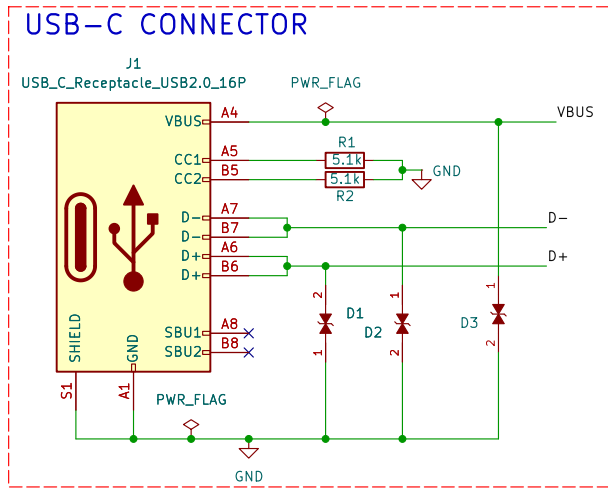 USB-C CONNECTOR
J1
USB_C_Receptacle_USB2.0_16P
PWR_FLAG
VBUS
A4
VBUS
R1
CC1
A5
5.1k
GND
CC2
B5
5.1k
R2
D-
A7
D-
D-
B7
D+
A6
D+
D+
B6
2
D1
1
1
D2
2
1
D3
2
SBU1
A8
SBU2
B8
SHIELD
GND
S1
A1
PWR_FLAG
GND